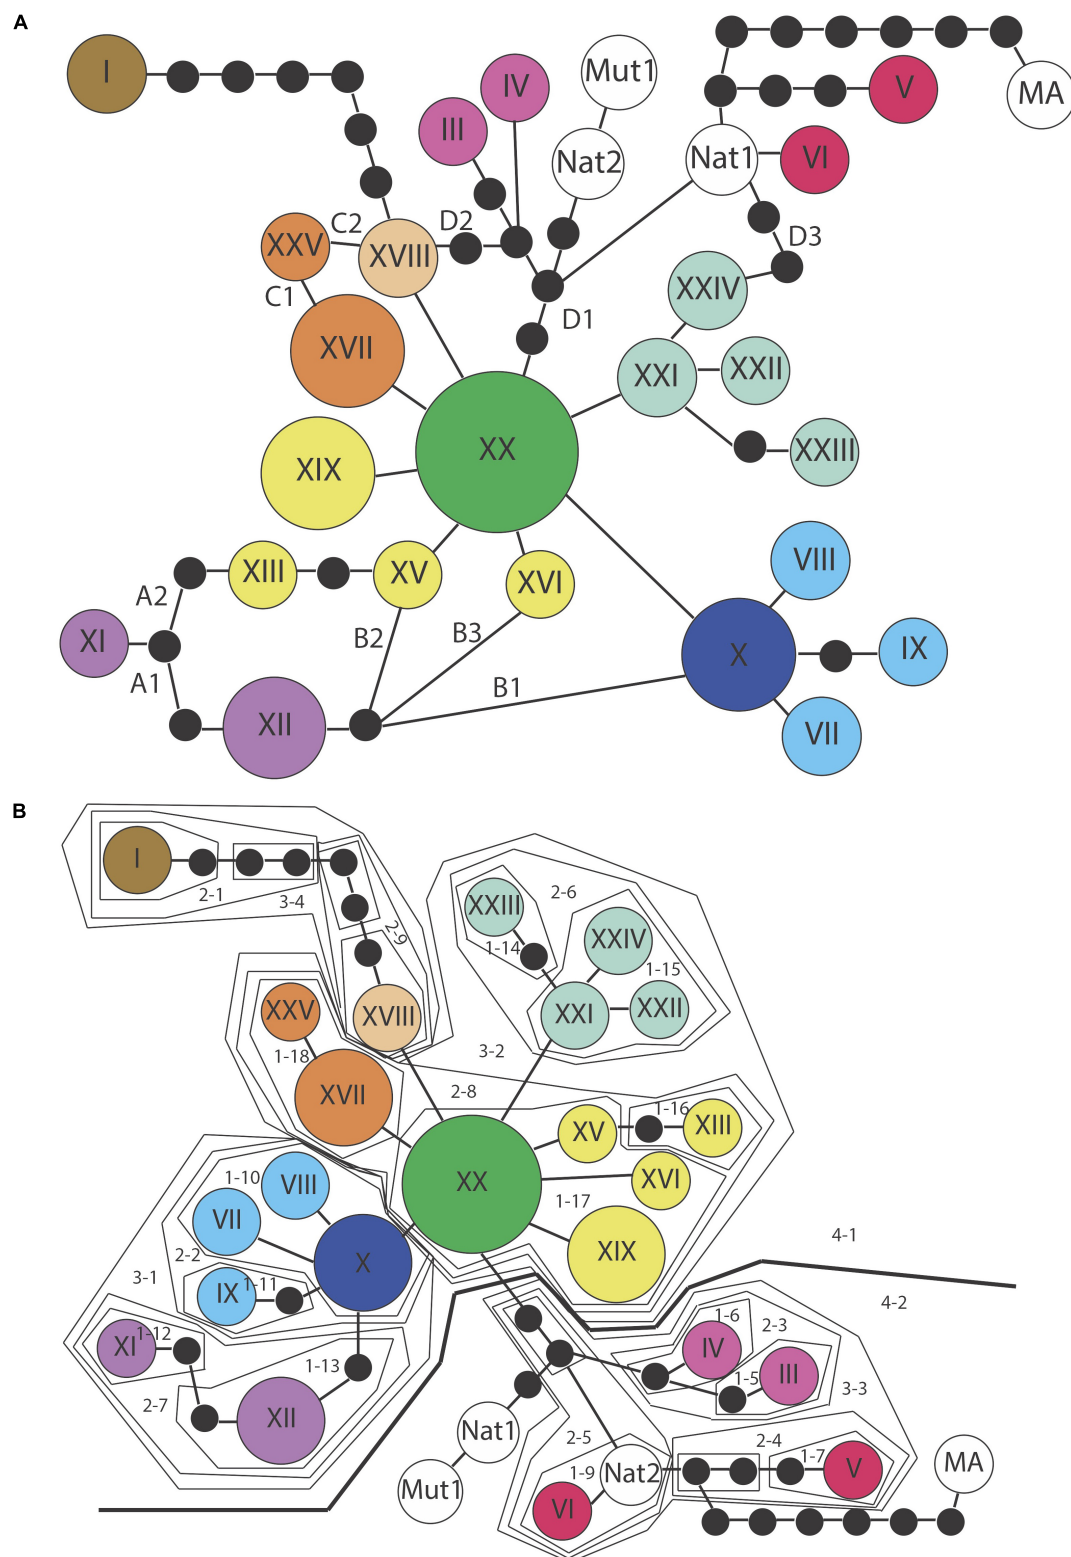 A
I
IV
Mut1
V
MA
III
Nat2
Nat1
VI
C2
D2
D3
XXV
XVIII
C1
XXIV
D1
XVII
XXI
XXII
XX
XXIII
XIX
XIII
XV
XVI
VIII
A2
B2
B3
XI
X
IX
A1
B1
XII
VII
B
I
2-1
3-4
2-9
XXIII
2-6
XXIV
1-14
1-15
XXV
XVIII
XXI
XXII
1-18
3-2
XVII
2-8
1-16
XV
XIII
1-10
VIII
XX
XVI
VII
1-17
2-2
X
XIX
4-1
3-1
IX
1-11
4-2
XI
1-12
1-6
2-3
IV
1-13
1-5
III
3-3
2-7
XII
Nat1
2-5
2-4
1-7
1-9
Nat2
V
MA
Mut1
VI